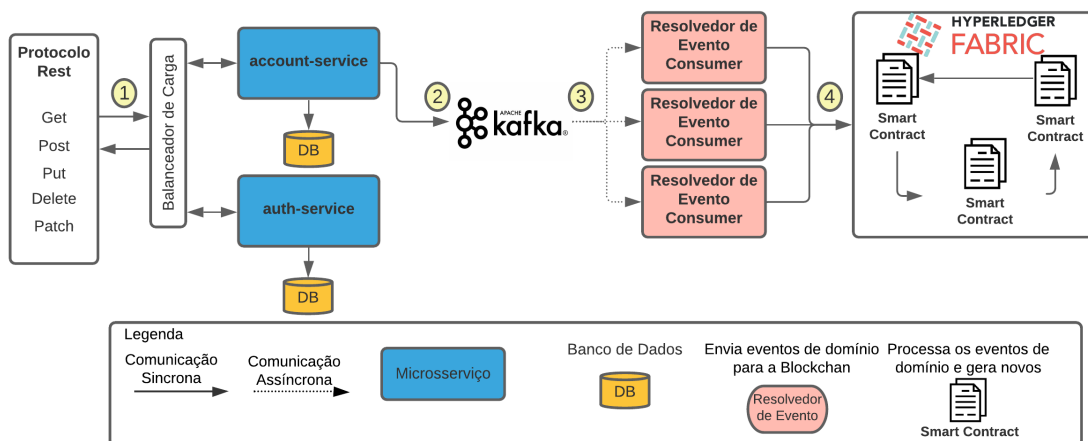 Protocolo
Rest
Get
Post
Put
Delete
Patch
1
Balanceador de Carga
account-service
DB
auth-service
DB
2
APACHE
kafka®
3
Resolvedor de
Evento
Consumer
Resolvedor de
Evento
Consumer
Resolvedor de
Evento
Consumer
4
HYPERLEDGER
FABRIC
Smart
Contract
Smart
Contract
Smart
Contract
Legenda
Comunicação
Sincrona
Comunicação
Assíncrona
Microsserviço
Banco de Dados
DB
Envia eventos de domínio
para a Blockchan
Resolvedor
de Evento
Processa os eventos de
domínio e gera novos
Smart Contract